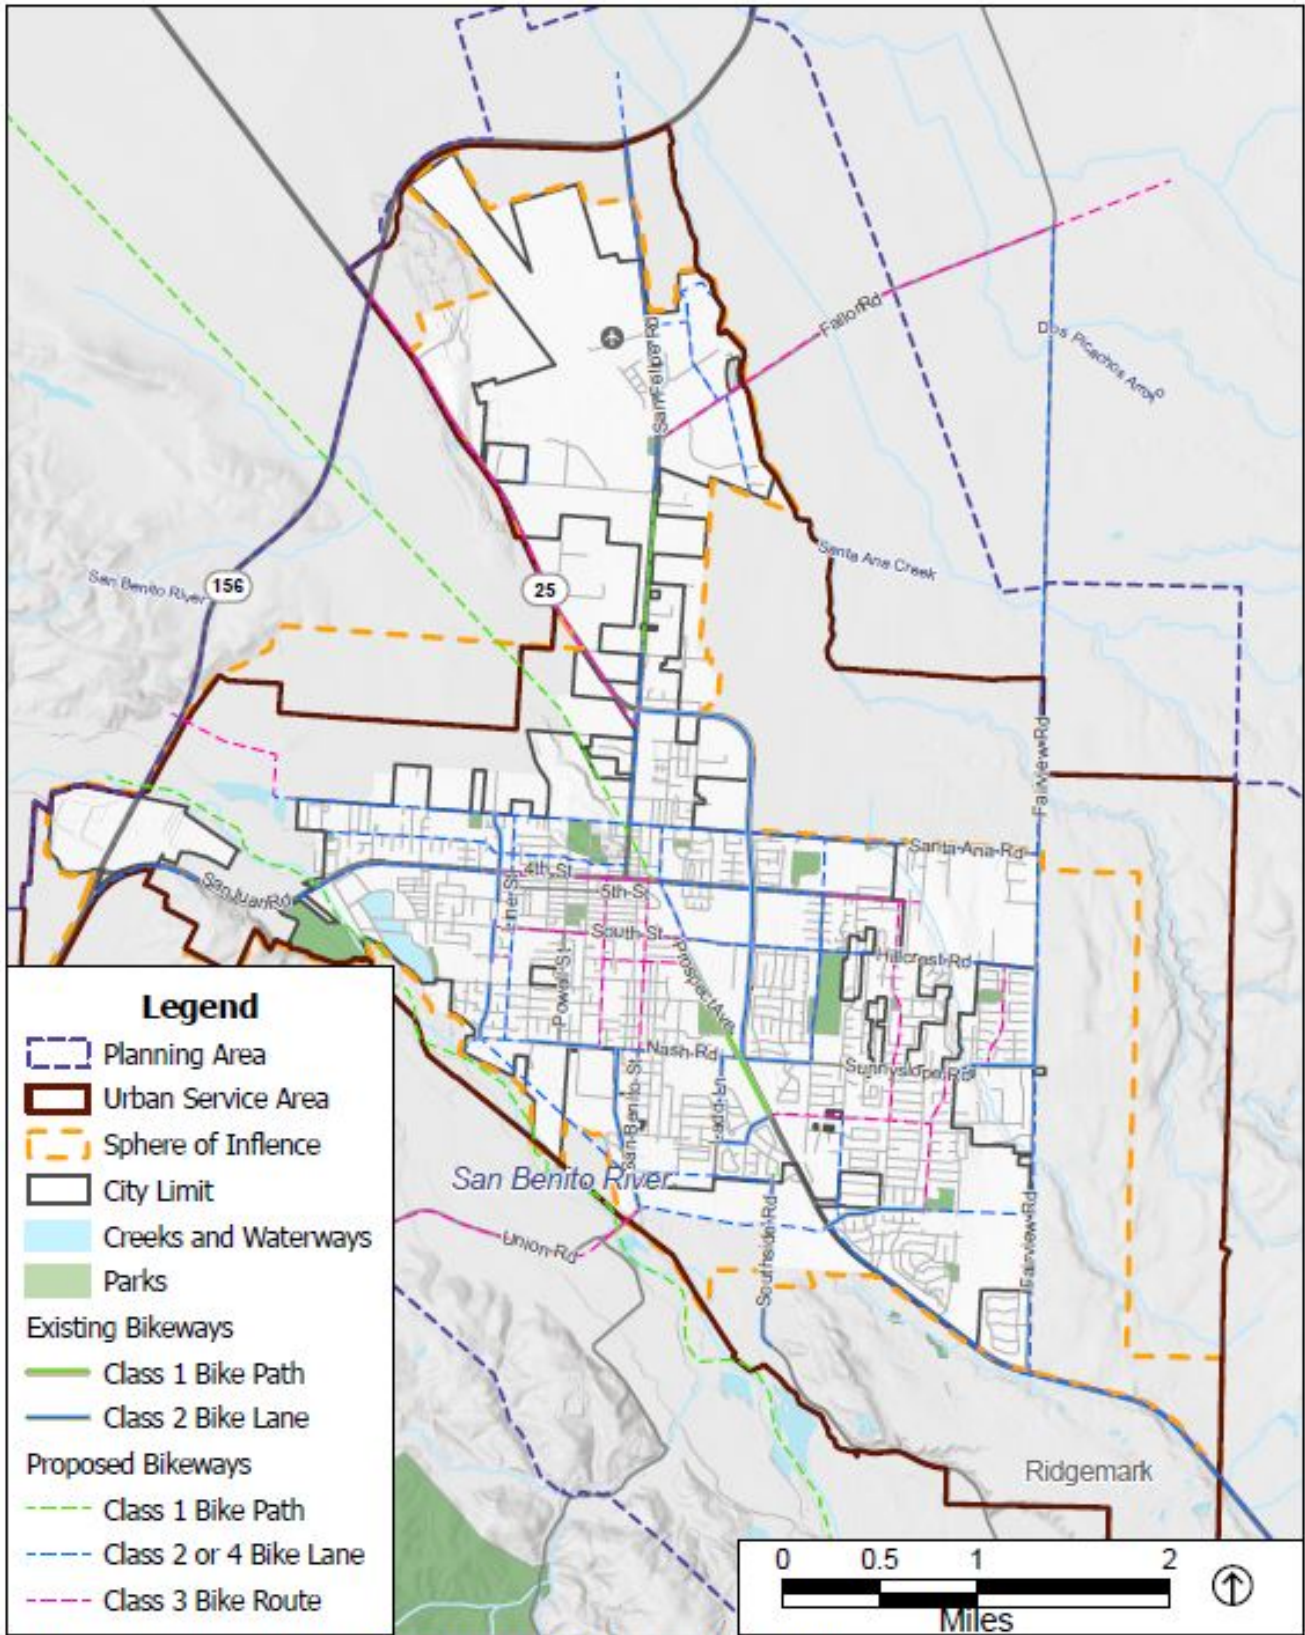 Fallon Rd
San Felipe Rd
Dos Picachos Arroyo
Santa Ana Creek
San Benito River
156
25
Fairview Rd
Santa Ana Rd
4th St
5th St
San Juan Rd
South St
Hillcrest Rd
Powell St
Prospect Ave
Nash Rd
Sunnyslope Rd
Ladd Ln
San Benito St
San Benito River
Southside Rd
Fairview Rd
Union Rd
Ridgemark
Legend
Planning Area
Urban Service Area
Sphere of Inflence
City Limit
Creeks and Waterways
Parks
Existing Bikeways
Class 1 Bike Path
Class 2 Bike Lane
Proposed Bikeways
Class 1 Bike Path
Class 2 or 4 Bike Lane
Class 3 Bike Route
0 0.5 1 2
Miles